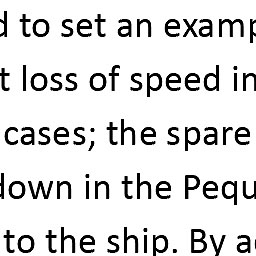 d to set an examp
t loss of speed in
cases; the spare
down in the Pequ
to the ship. By a